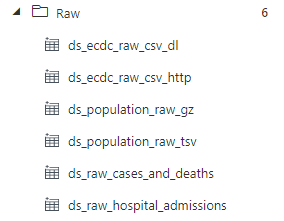 Raw 6
ds_ecdc_raw_csv_dl
ds_ecdc_raw_csv_http
ds_population_raw_gz
ds_population_raw_tsv
ds_raw_cases_and_deaths
ds_raw_hospital_admissions